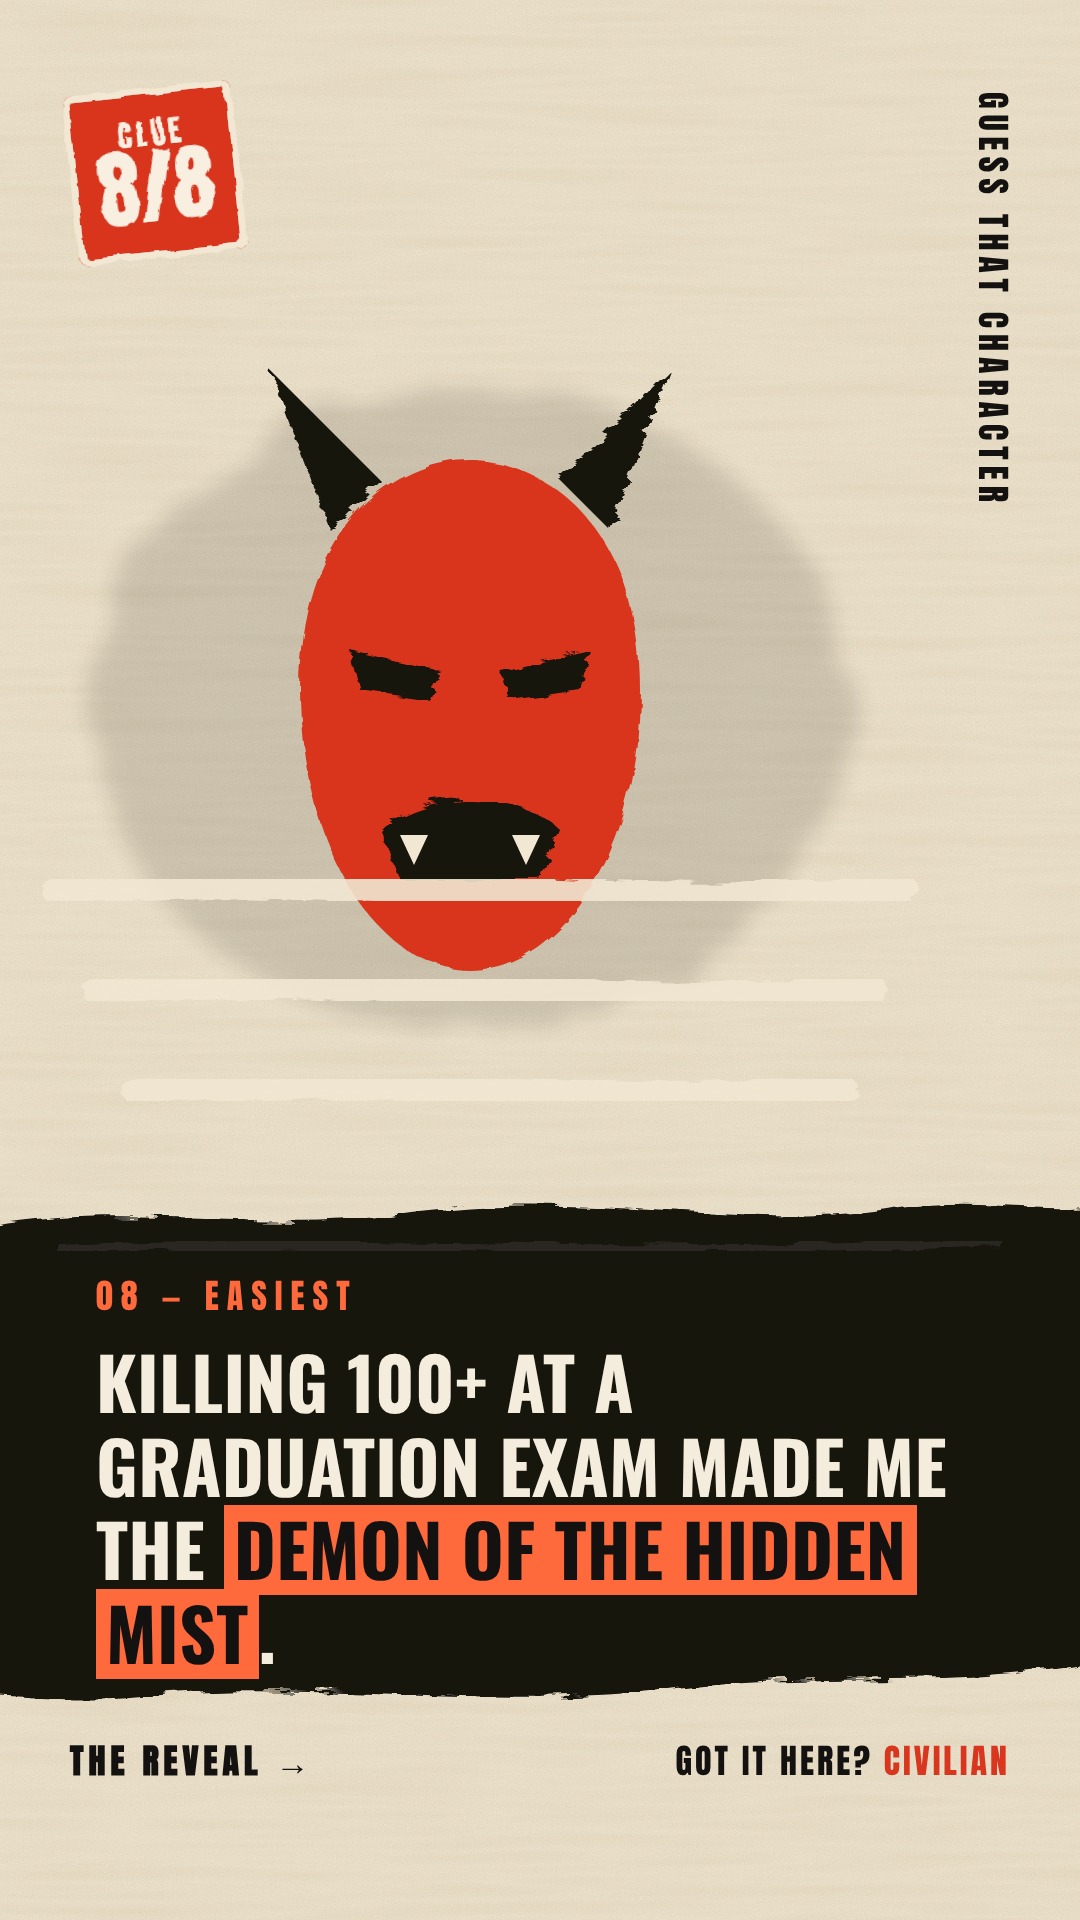 CLUE
8/8
GUESS THAT CHARACTER
08 – EASIEST
KILLING 100+ AT A
GRADUATION EXAM MADE ME
THE DEMON OF THE HIDDEN
MIST.
THE REVEAL →
GOT IT HERE? CIVILIAN